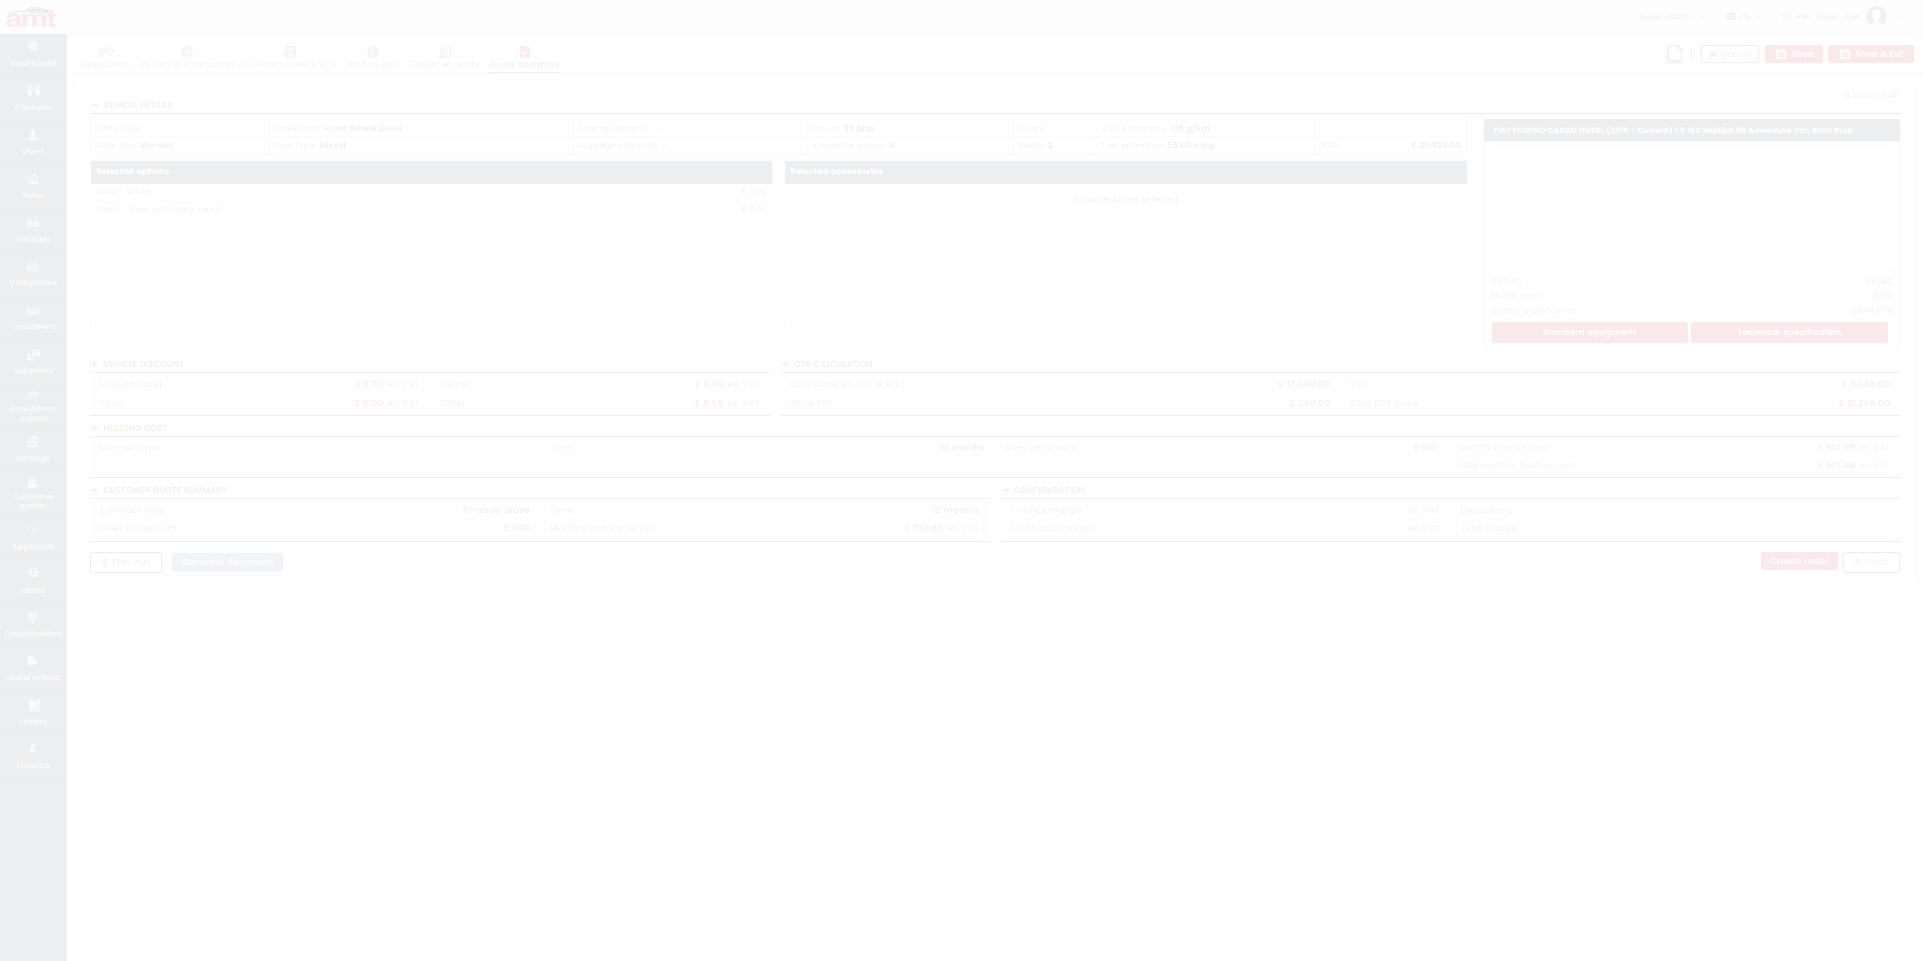 amt
Super Admin
EN
Hi! AMT Super User
Dashboard
Contacts
Users
Roles
Vehicles
Companies
Customers
Suppliers
Acquisition
quotes
Settings
Customer
quotes
Approvals
Leads
Opportunities
Underwriting
Orders
Finance
Acquisition
Options & Accessories
Contract types & OTR
Holding cost
Customer Quote
Quote summary
Cancel
Save
Save & Exit
Expand all
VEHICLE DETAILS
Body type:
Drive train: Front Wheel Drive
Towing capacity: -
Power: 95 bhp
Doors:
CO2 emissions: 125 g/km
Gear box: Manual
Fuel type: Diesel
Luggage capacity: -
Insurance group: N
Seats: 2
Fuel economy: 55.00 mpg
£ 20,928.00
Selected options
Solid - White
£ 0.00
Cloth - Grey with black detail
£ 0.00
Selected accessories
No accessories selected
FIAT FIORINO CARGO DIESEL (2016 - Current) 1.3 16V Multijet 95 Adventure Van Start Stop
CAP ID:
Model year:
Quote reference no:
Standard equipment
Technical specification
VEHICLE DISCOUNT
Manufacturer
£ 0.00 ex. VAT
Dealer
£ 0.00 ex. VAT
Total
£ 0.00 ex. VAT
Other
£ 0.00 ex. VAT
OTR CALCULATION
Cost price ex. VAT & RFL
£ 17,440.00
VAT
£ 3,488.00
RFL & FRF
£ 340.00
Cost OTR price
£ 21,268.00
HOLDING COST
Contract type
Term
12 months
Miles per annum
5,000
Monthly finance cost
£ 501.00 ex. VAT
Total monthly holding cost
£ 501.00 ex. VAT
CUSTOMER QUOTE SUMMARY
Contract type
Finance Lease
Term
12 months
Miles per annum
5,000
Monthly finance rental
£ 739.65 ex. VAT
CONFIGURATION
Finance margin
ex. VAT
Deductions
Additional margin
ex. VAT
Total margin
Previous
Generate document
Create order
Undo